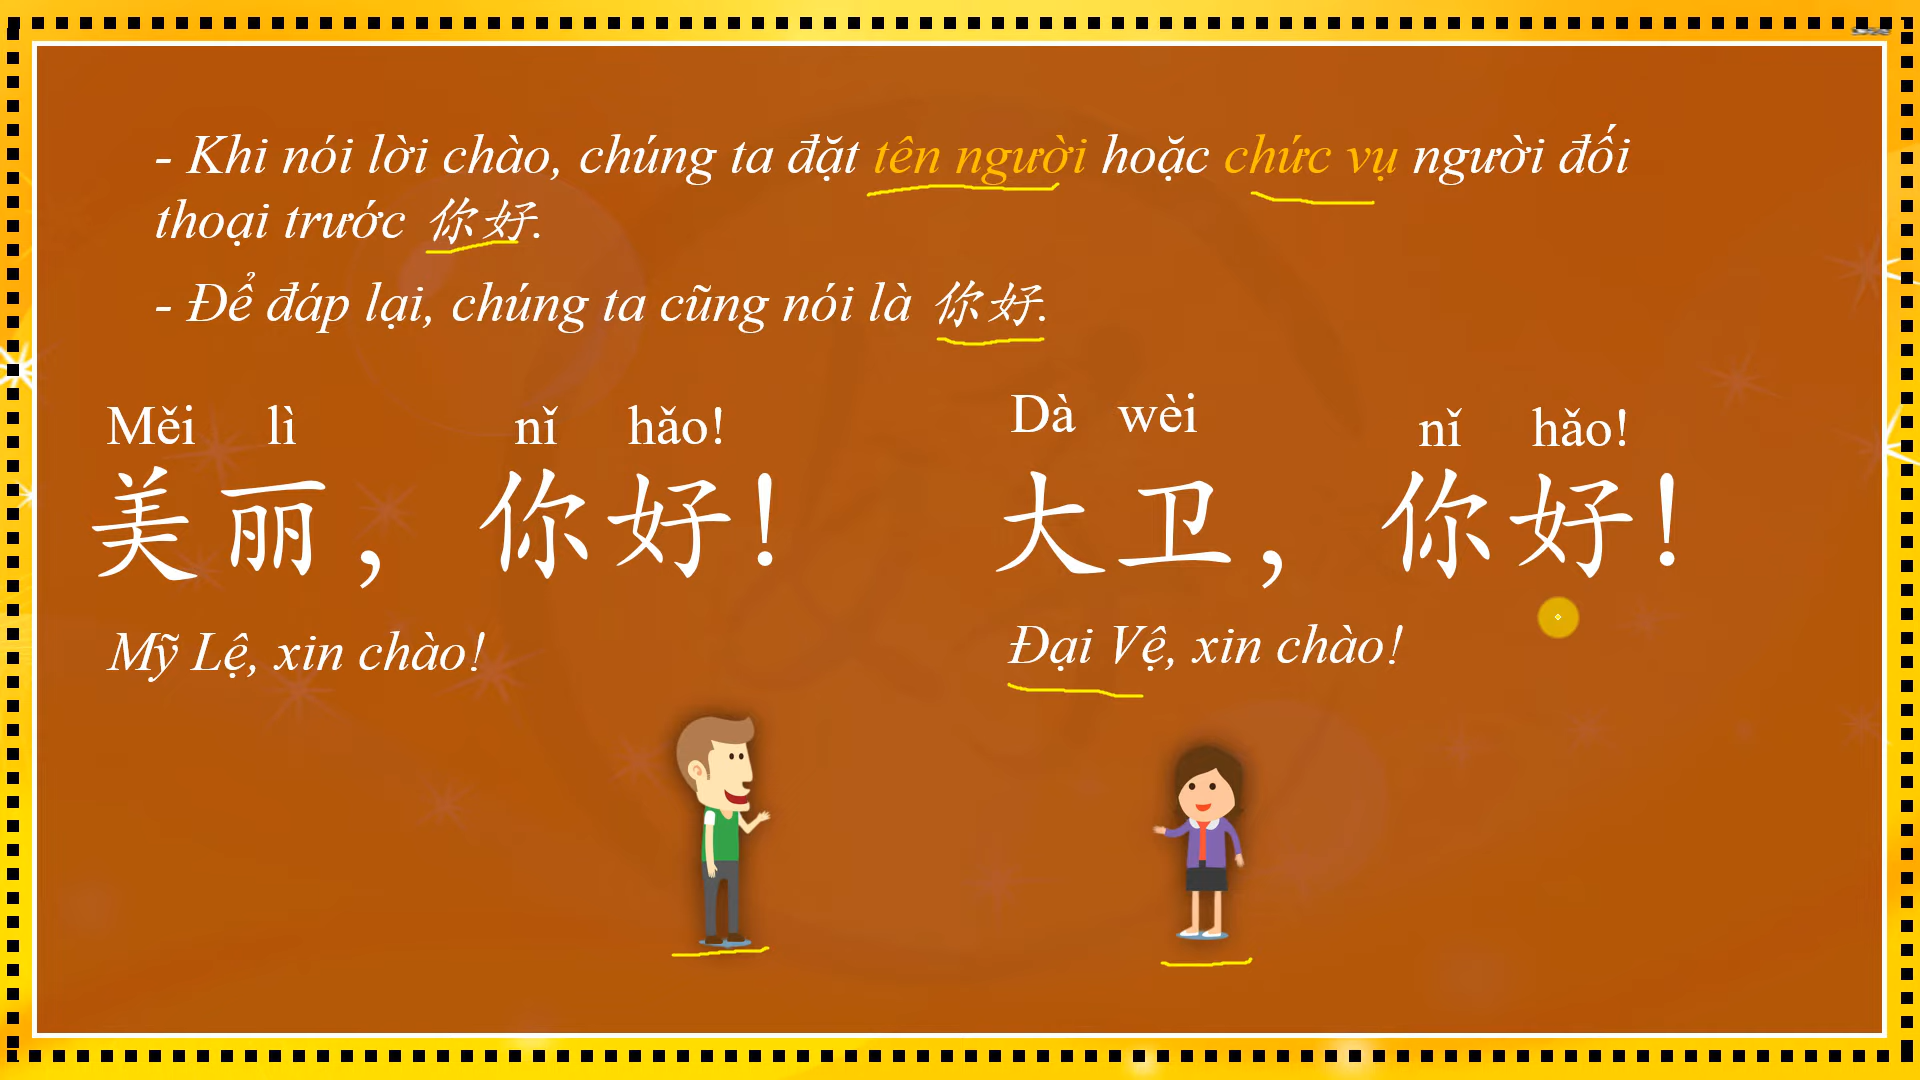 - Khi nói lời chào, chúng ta đặt tên người hoặc chức vụ người đối
thoại trước 你好.
- Để đáp lại, chúng ta cũng nói là 你好.
Měi lì nǐ hǎo!
美丽，你好！
Mỹ Lệ, xin chào!
Dà wèi nǐ hǎo!
大卫，你好！
Đại Vệ, xin chào!